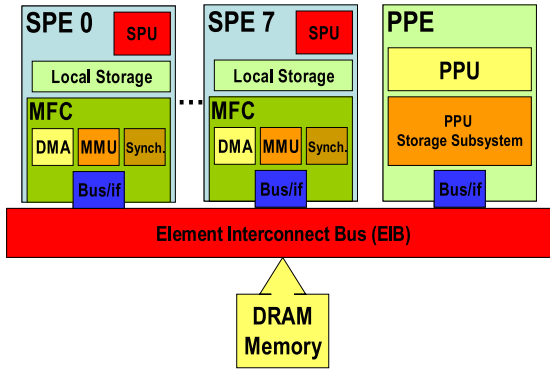 SPE 0
SPU
Local Storage
MFC
DMA
MMU
Synch.
Bus/if
...
SPE 7
SPU
Local Storage
MFC
DMA
MMU
Synch.
Bus/if
PPE
PPU
PPU
Storage Subsystem
Bus/if
Element Interconnect Bus (EIB)
DRAM
Memory